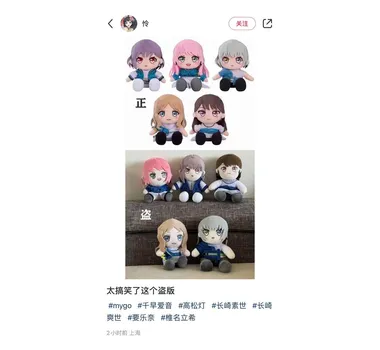 怜
关注
正
盗
太搞笑了这个盗版
#mygo #千早爱音 #高松灯 #长崎素世 #长崎
爽世 #要乐奈 #椎名立希
3小时前 上海